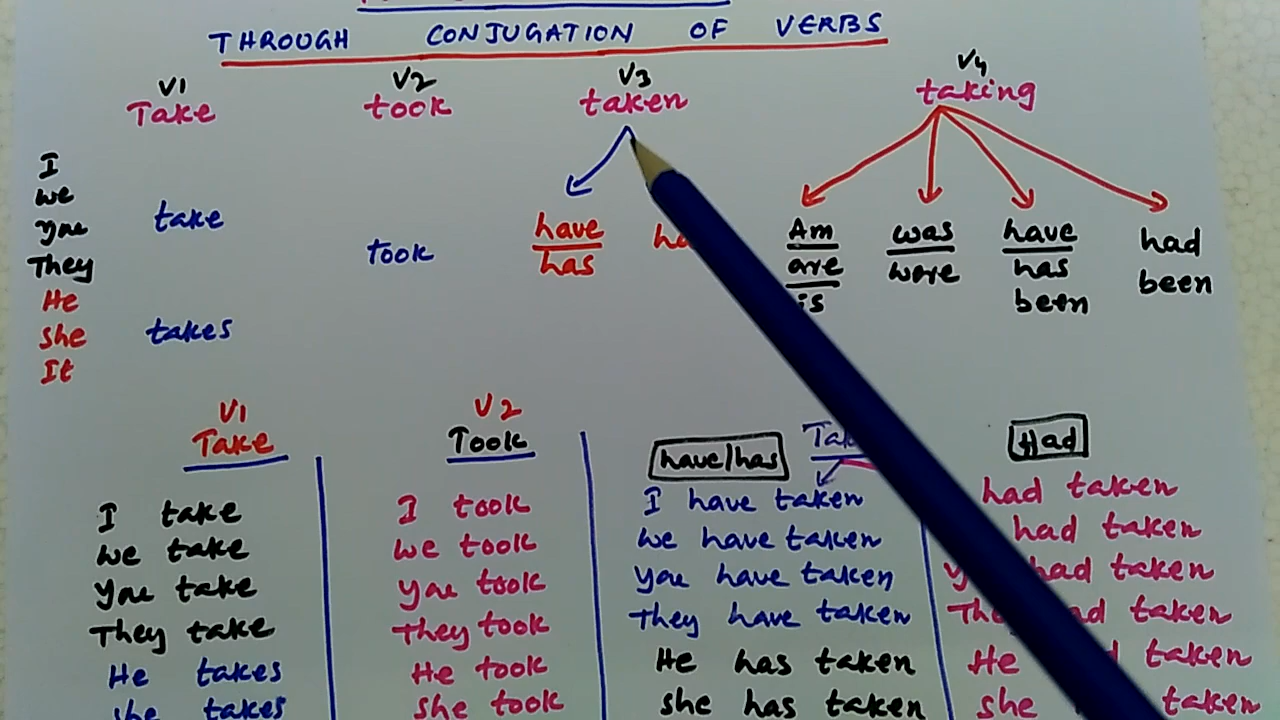 THROUGH CONJUGATION OF VERBS
V1 V2 V3 V4
Take took taken taking
I
we
you take
They
He
she takes
It
took
have
has
Am
are
is
was
were
have
has
been
had
been
V1 V2
Take Took have/has Had
I take I took I have taken had taken
we take we took we have taken had taken
you take you took you have taken had taken
They take They took They have taken taken
He takes He took He has taken He taken
she takes she took she has taken she taken